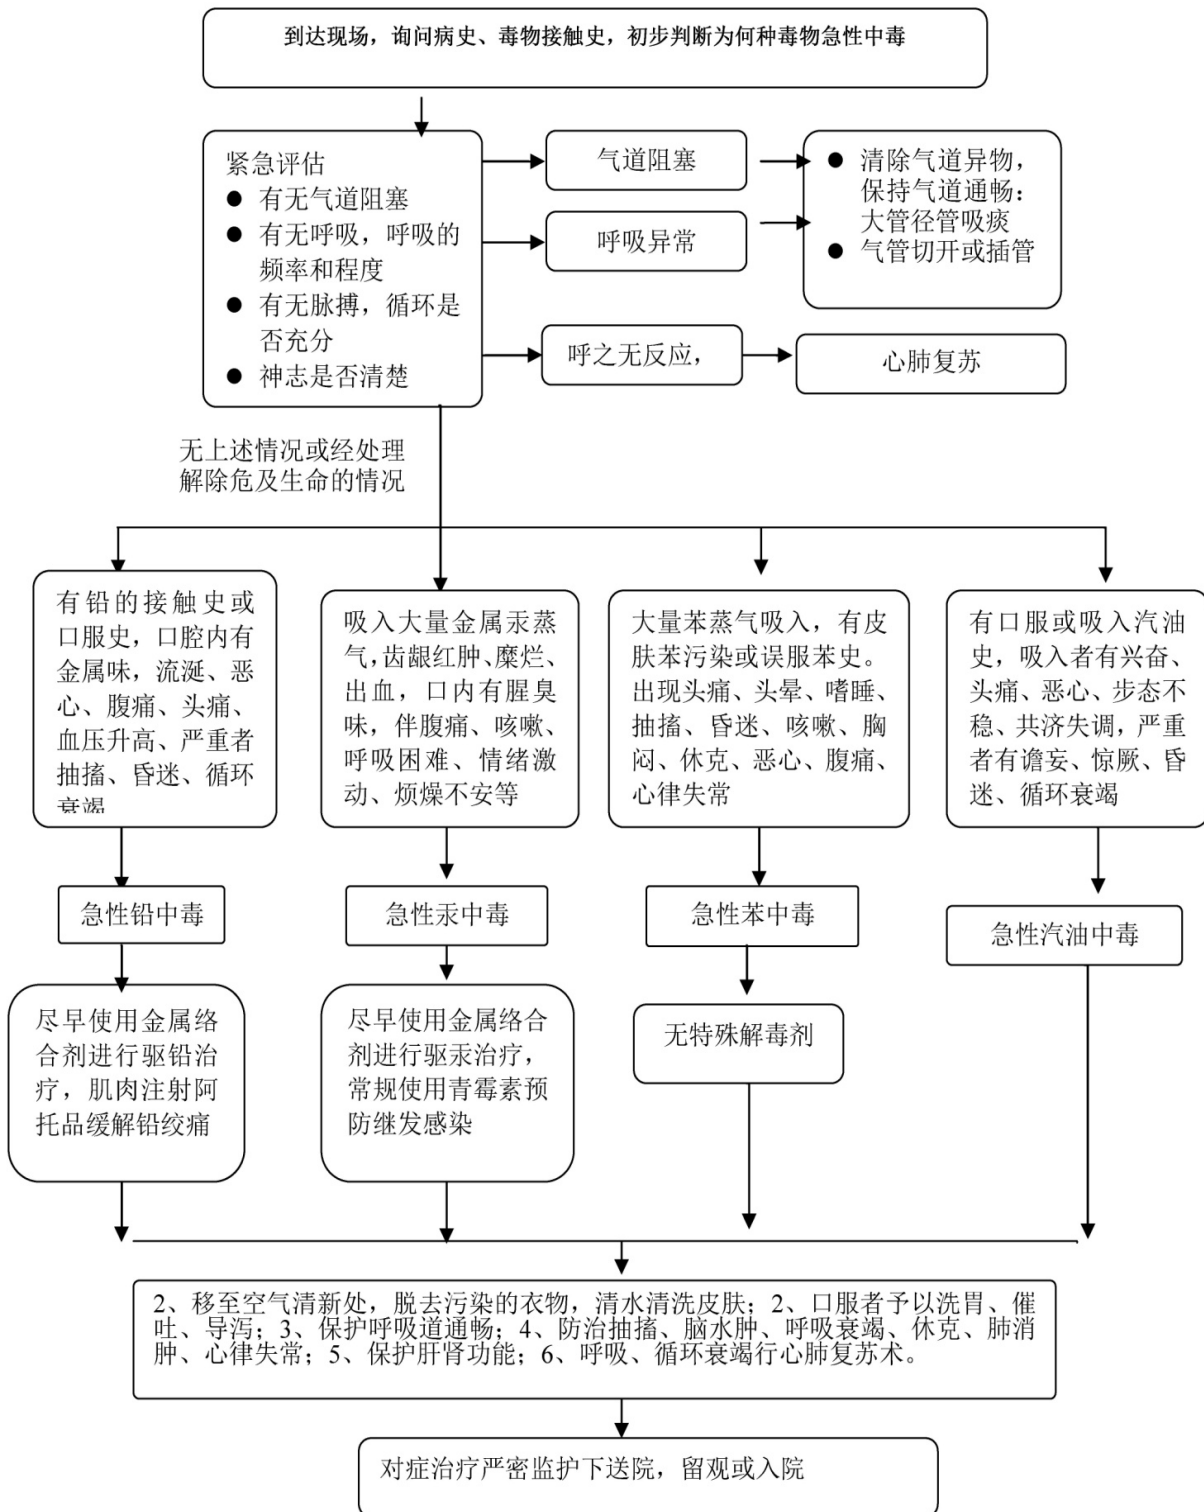 到达现场，询问病史、毒物接触史，初步判断为何种毒物急性中毒
紧急评估
● 有无气道阻塞
● 有无呼吸，呼吸的
频率和程度
● 有无脉搏，循环是
否充分
● 神志是否清楚
气道阻塞
呼吸异常
呼之无反应，
● 清除气道异物，
保持气道通畅：
大管径管吸痰
● 气管切开或插管
心肺复苏
无上述情况或经处理
解除危及生命的情况
有铅的接触史或
口服史，口腔内有
金属味，流涎、恶
心、腹痛、头痛、
血压升高、严重者
抽搐、昏迷、循环
衰竭
吸入大量金属汞蒸
气，齿龈红肿、糜烂、
出血，口内有腥臭
味，伴腹痛、咳嗽、
呼吸困难、情绪激
动、烦燥不安等
大量苯蒸气吸入，有皮
肤苯污染或误服苯史。
出现头痛、头晕、嗜睡、
抽搐、昏迷、咳嗽、胸
闷、休克、恶心、腹痛、
心律失常
有口服或吸入汽油
史，吸入者有兴奋、
头痛、恶心、步态不
稳、共济失调，严重
者有谵妄、惊厥、昏
迷、循环衰竭
急性铅中毒
急性汞中毒
急性苯中毒
急性汽油中毒
尽早使用金属络
合剂进行驱铅治
疗，肌肉注射阿
托品缓解铅绞痛
尽早使用金属络合
剂进行驱汞治疗，
常规使用青霉素预
防继发感染
无特殊解毒剂
2、移至空气清新处，脱去污染的衣物，清水清洗皮肤；2、口服者予以洗胃、催
吐、导泻；3、保护呼吸道通畅；4、防治抽搐、脑水肿、呼吸衰竭、休克、肺消
肿、心律失常；5、保护肝肾功能；6、呼吸、循环衰竭行心肺复苏术。
对症治疗严密监护下送院，留观或入院